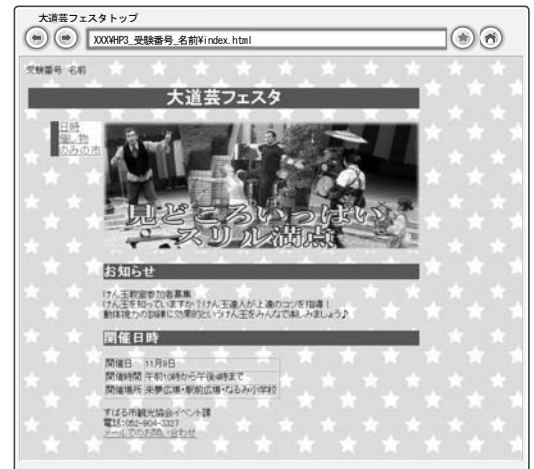 大道芸フェスタトップ
XXX¥HP3_受験番号_名前¥index.html
受験番号 名前
大道芸フェスタ
日時
催し物
のみの市
見どころいっぱい
スリル満点
お知らせ
けん玉教室参加者募集
けん玉を知っていますか？けん玉達人が上達のコツを指導！
動体視力の訓練に効果的というけん玉をみんなで楽しみましょう♪
開催日時
開催日 11月9日
開催時間 午前10時から午後4時まで
開催場所 来夢広場・駅前広場・なるみ小学校
すばる市観光協会イベント課
電話:052-904-3327
メールでのお問い合わせ